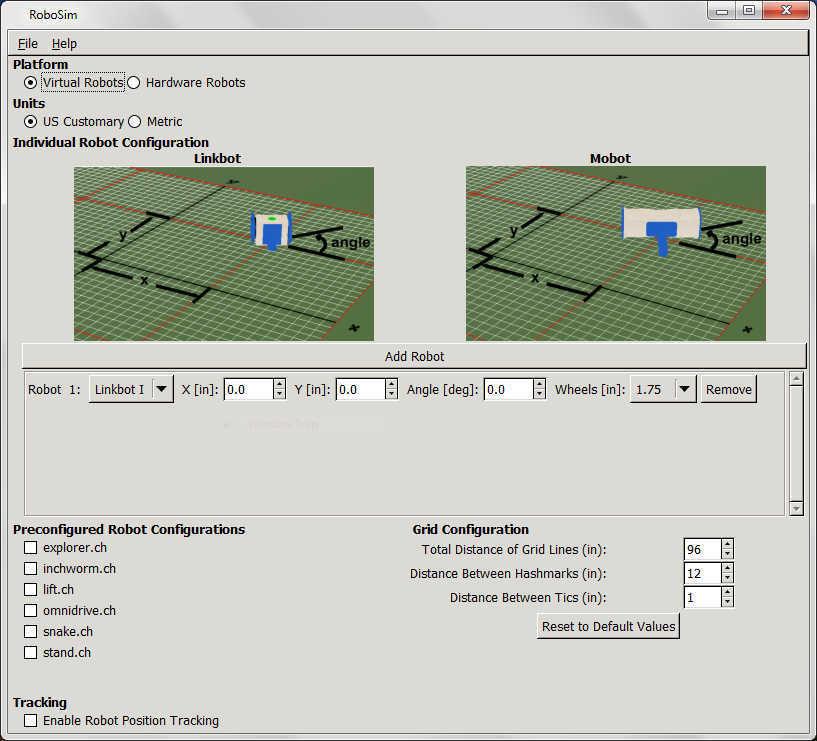 RoboSim
File Help
Platform
Virtual Robots Hardware Robots
Units
US Customary Metric
Individual Robot Configuration
Linkbot Mobot
y x angle x y
y x angle x y
Add Robot
Robot 1: Linkbot I X [in]: 0.0 Y [in]: 0.0 Angle [deg]: 0.0 Wheels [in]: 1.75 Remove
Window Snip
Preconfigured Robot Configurations Grid Configuration
explorer.ch Total Distance of Grid Lines (in): 96
inchworm.ch Distance Between Hashmarks (in): 12
lift.ch Distance Between Tics (in): 1
omnidrive.ch Reset to Default Values
snake.ch
stand.ch
Tracking
Enable Robot Position Tracking